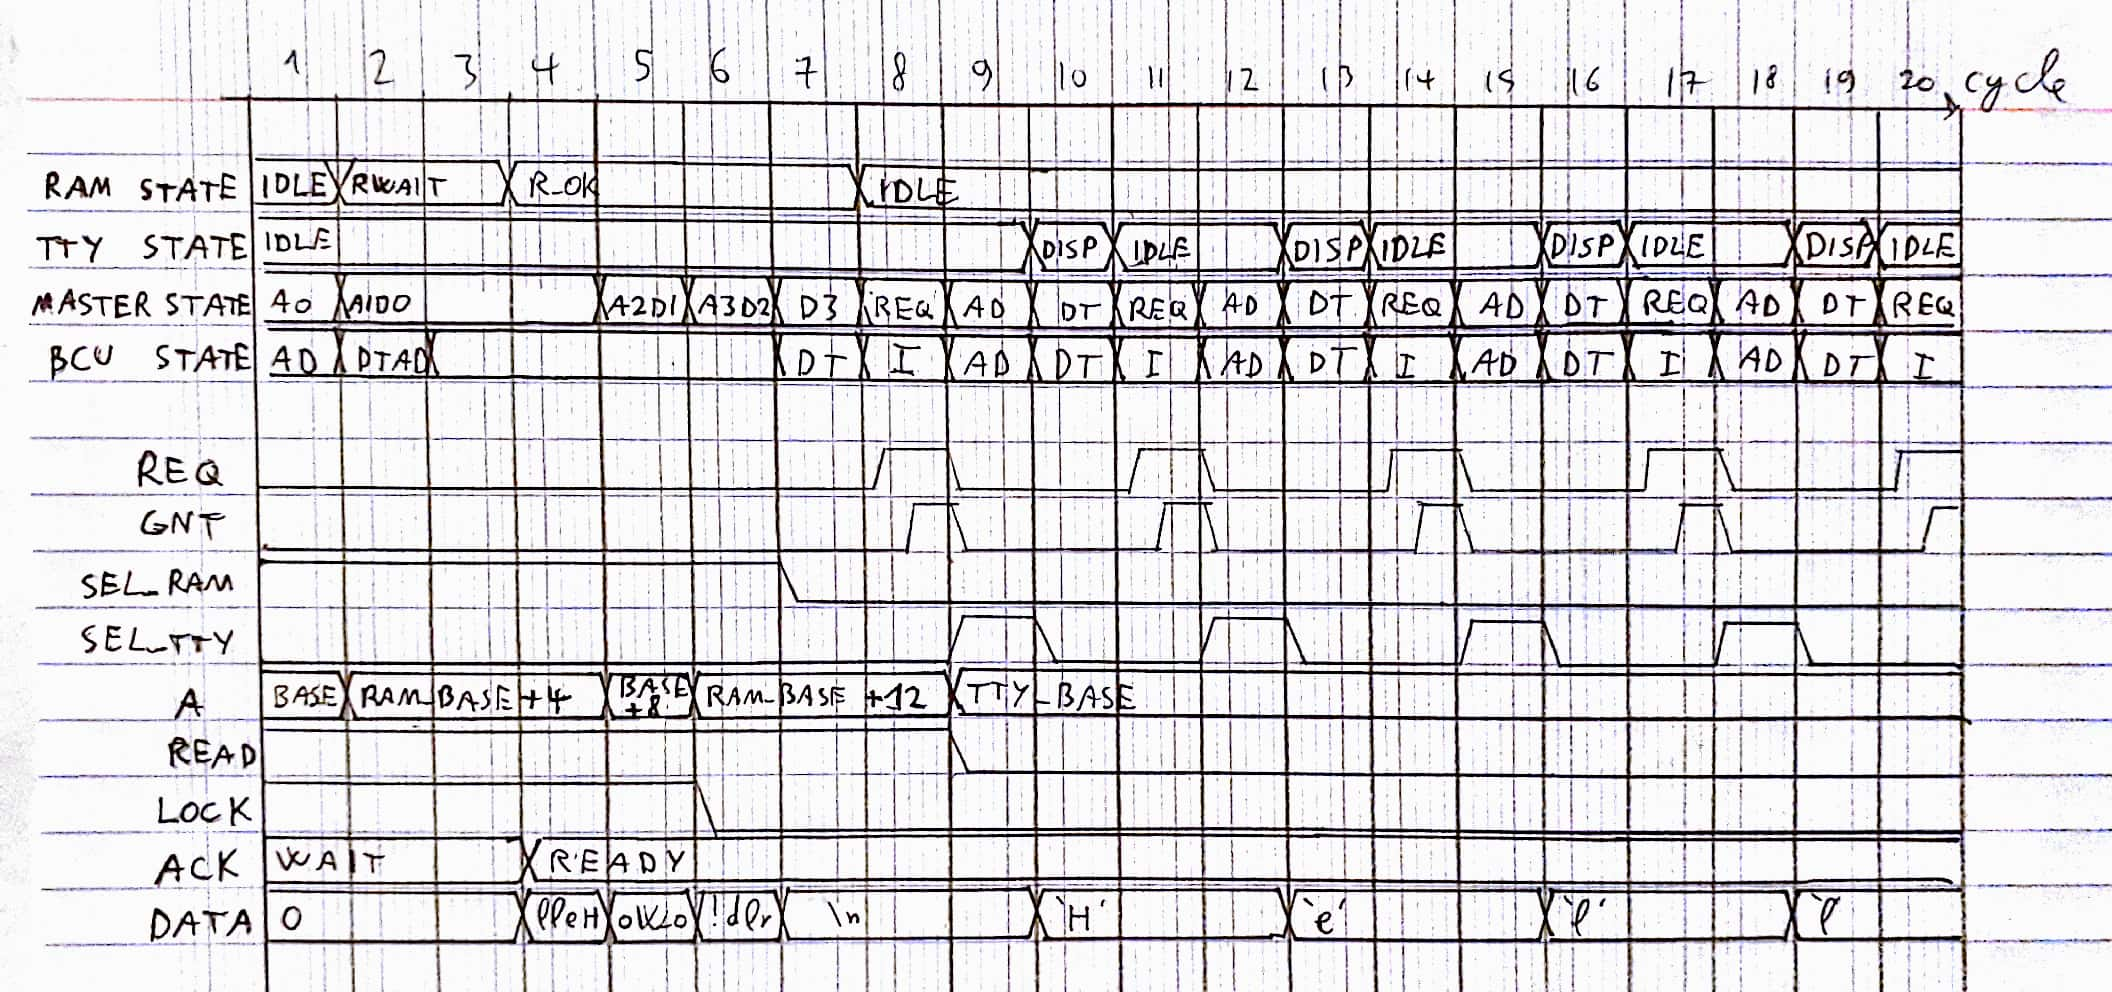 1 2 3 4 5 6 7 8 9 10 11 12 13 14 15 16 17 18 19 20 cycle
RAM STATE IDLE RWAIT R_OK IDLE
TTY STATE IDLE DISP IDLE DISP IDLE DISP IDLE DISP IDLE
MASTER STATE A0 A1D0 A2D1 A3D2 D3 REQ AD DT REQ AD DT REQ AD DT REQ AD DT REQ
BCU STATE AD DTAD DT I AD DT I AD DT I AD DT I AD DT I
REQ
GNT
SEL_RAM
SEL_TTY
A BASE RAM_BASE +4 BASE +8 RAM_BASE +12 TTY_BASE
READ
LOCK
ACK WAIT READY
DATA 0 lleH oW⎵o !dlr \n 'H' 'e' 'l' 'l